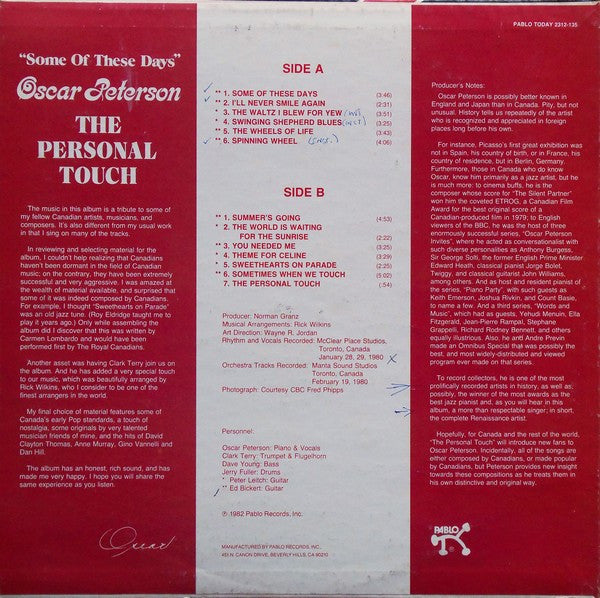 PABLO TODAY 2312-135
"Some Of These Days"
Oscar Peterson
THE
PERSONAL
TOUCH
The music in this album is a tribute to some of
my fellow Canadian artists, musicians, and
composers. It's also different from my usual work
in that I sing on many of the tracks.
In reviewing and selecting material for the
album, I couldn't help realizing that Canadians
haven't been dormant in the field of Canadian
music; on the contrary, they have been extremely
successful and very aggressive. I was amazed at
the wealth of material available, and surprised that
some of it was indeed composed by Canadians.
For example, I thought "Sweethearts on Parade"
was an old jazz tune. (Roy Eldridge taught me to
play it years ago.) Only while assembling the
album did I discover that this was written by
Carmen Lombardo and would have been
performed first by The Royal Canadians.
Another asset was having Clark Terry join us on
the album. And he has added a very special touch
to our music, which was beautifully arranged by
Rick Wilkins, who I consider to be one of the
finest arrangers in the world.
My final choice of material features some of
Canada's early Pop standards, a touch of
nostalgia, some originals by very talented
musician friends of mine, and the hits of David
Clayton Thomas, Anne Murray, Gino Vannelli and
Dan Hill.
The album has an honest, rich sound, and has
made me very happy. I hope you will share the
same experience as you listen.
Oscar
SIDE A
** 1. SOME OF THESE DAYS (3:46)
** 2. I'LL NEVER SMILE AGAIN (2:31)
** 3. THE WALTZ I BLEW FOR YEW (INST. (3:03)
* 4. SWINGING SHEPHERD BLUES (INST.) (3:25)
** 5. THE WHEELS OF LIFE (3:43)
** 6. SPINNING WHEEL (INST.) (4:06)
SIDE B
* 1. SUMMER'S GOING (4:53)
* 2. THE WORLD IS WAITING
FOR THE SUNRISE (2:22)
** 3. YOU NEEDED ME (3:23)
* 4. THEME FOR CELINE (3:29)
* 5. SWEETHEARTS ON PARADE (2:25)
** 6. SOMETIMES WHEN WE TOUCH (5:02)
7. THE PERSONAL TOUCH (:54)
Producer: Norman Granz
Musical Arrangements: Rick Wilkins
Art Direction: Wayne R. Jordan
Rhythm and Vocals Recorded: McClear Place Studios,
Toronto, Canada
January 28. 29, 1980
Orchestra Tracks Recorded: Manta Sound Studios
Toronto, Canada
February 19, 1980
Photograph: Courtesy CBC Fred Phipps
Personnel:
Oscar Peterson: Piano & Vocals
Clark Terry: Trumpet & Flugelhorn
Dave Young: Bass
Jerry Fuller: Drums
* Peter Leitch: Guitar
** Ed Bickert: Guitar
℗ 1982 Pablo Records, Inc.
MANUFACTURED BY PABLO RECORDS, INC.,
451 N. CANON DRIVE, BEVERLY HILLS, CA 90210
Producer's Notes:
Oscar Peterson is possibly better known in
England and Japan than in Canada. Pity, but not
unusual. History tells us repeatedly of the artist
who is recognized and appreciated in foreign
places long before his own.
For instance, Picasso's first great exhibition was
not in Spain, his country of birth, or in France, his
country of residence, but in Berlin, Germany.
Furthermore, those in Canada who do know
Oscar, know him primarily as a jazz artist, but he
is much more: to cinema buffs, he is the
composer whose score for "The Silent Partner"
won him the coveted ETROG, a Canadian Film
Award for the best original score of a
Canadian-produced film in 1979; to English
viewers of the BBC, he was the host of three
enormously successful series, "Oscar Peterson
Invites", where he acted as conversationalist with
such diverse personalities as Anthony Burgess,
Sir George Solti, the former English Prime Minister
Edward Heath, classical pianist Jorge Bolet,
Twiggy, and classical guitarist John Williams,
among others. And as host and resident pianist of
the series, "Piano Party", with such guests as
Keith Emerson, Joshua Rivkin, and Count Basie,
to name a few. And a third series, "Words and
Music", which had as guests, Yehudi Menuin, Ella
Fitzgerald, Jean-Pierre Rampal, Stephane
Grappelli, Richard Rodney Bennett, and others
equally illustrious. Also, he anti Andre Previn
made an Omnibus Special that was possibly the
best, and most widely-distributed and viewed
program ever made on that series.
To record collectors, he is one of the most
prolifically recorded artists in history, as well as,
possibly, the winner of the most awards as the
best jazz pianist and, as you will hear in this
album, a more than respectable singer; in short,
the complete Renaissance artist.
Hopefully, for Canada and the rest of the world,
"The Personal Touch" will introduce new fans to
Oscar Peterson. Incidentally, all of the songs are
either composed by Canadians, or made popular
by Canadians, but Peterson provides new insight
towards these compositions as he treats them in
his own distinctive and original way.
PABLO